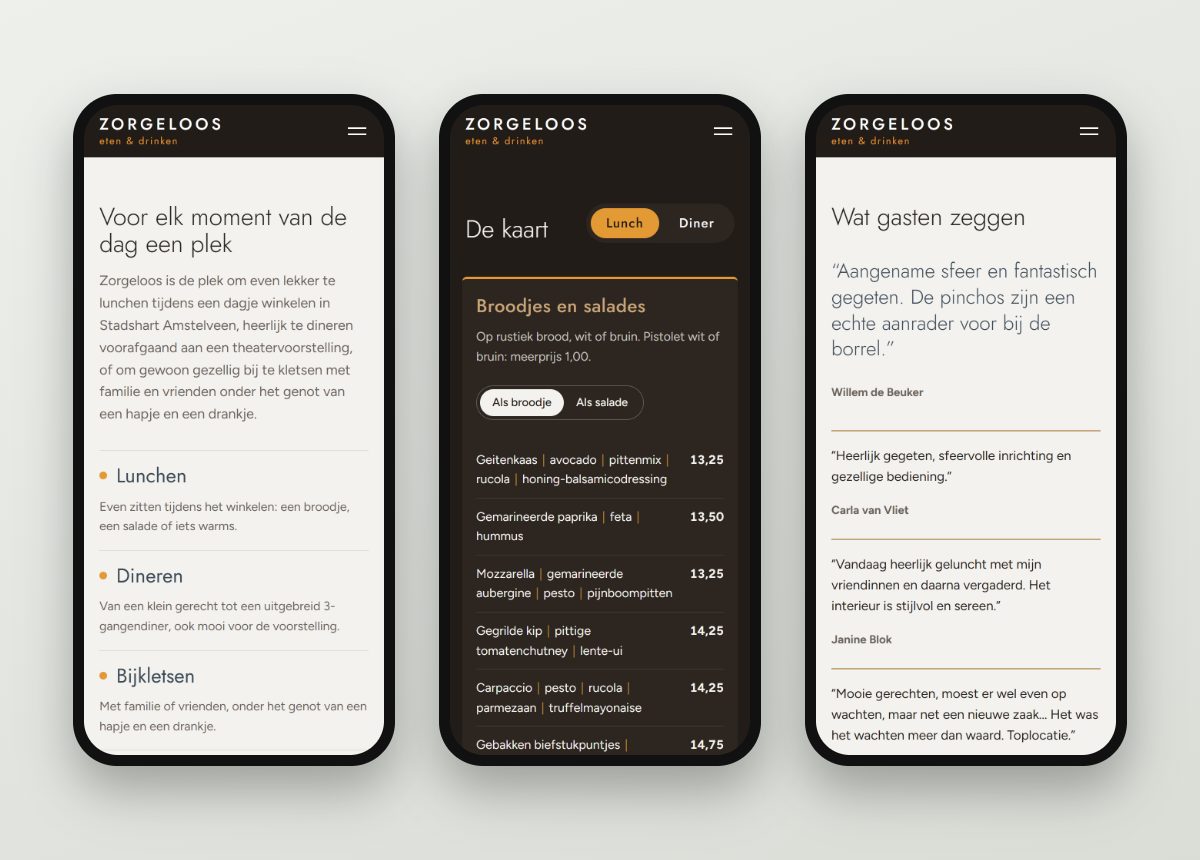 ZORGELOOS
eten & drinken
Voor elk moment van de
dag een plek
Zorgeloos is de plek om even lekker te
lunchen tijdens een dagje winkelen in
Stadshart Amstelveen, heerlijk te dineren
voorafgaand aan een theatervoorstelling,
of om gewoon gezellig bij te kletsen met
familie en vrienden onder het genot van
een hapje en een drankje.
Lunchen
Even zitten tijdens het winkelen: een broodje,
een salade of iets warms.
Dineren
Van een klein gerecht tot een uitgebreid 3-
gangendiner, ook mooi voor de voorstelling.
Bijkletsen
Met familie of vrienden, onder het genot van een
hapje en een drankje.
ZORGELOOS
eten & drinken
De kaart
Lunch
Diner
Broodjes en salades
Op rustiek brood, wit of bruin. Pistolet wit of
bruin: meerprijs 1,00.
Als broodje
Als salade
Geitenkaas | avocado | pittenmix | 13,25
rucola | honing-balsamicodressing
Gemarineerde paprika | feta | 13,50
hummus
Mozzarella | gemarineerde 13,25
aubergine | pesto | pijnboompitten
Gegrilde kip | pittige 14,25
tomatenchutney | lente-ui
Carpaccio | pesto | rucola | 14,25
parmezaan | truffelmayonaise
Gebakken biefstukpuntjes | 14,75
ZORGELOOS
eten & drinken
Wat gasten zeggen
“Aangename sfeer en fantastisch
gegeten. De pinchos zijn een
echte aanrader voor bij de
borrel.”
Willem de Beuker
“Heerlijk gegeten, sfeervolle inrichting en
gezellige bediening.”
Carla van Vliet
“Vandaag heerlijk geluncht met mijn
vriendinnen en daarna vergaderd. Het
interieur is stijlvol en sereen.”
Janine Blok
“Mooie gerechten, moest er wel even op
wachten, maar net een nieuwe zaak... Het was
het wachten meer dan waard. Toplocatie.”